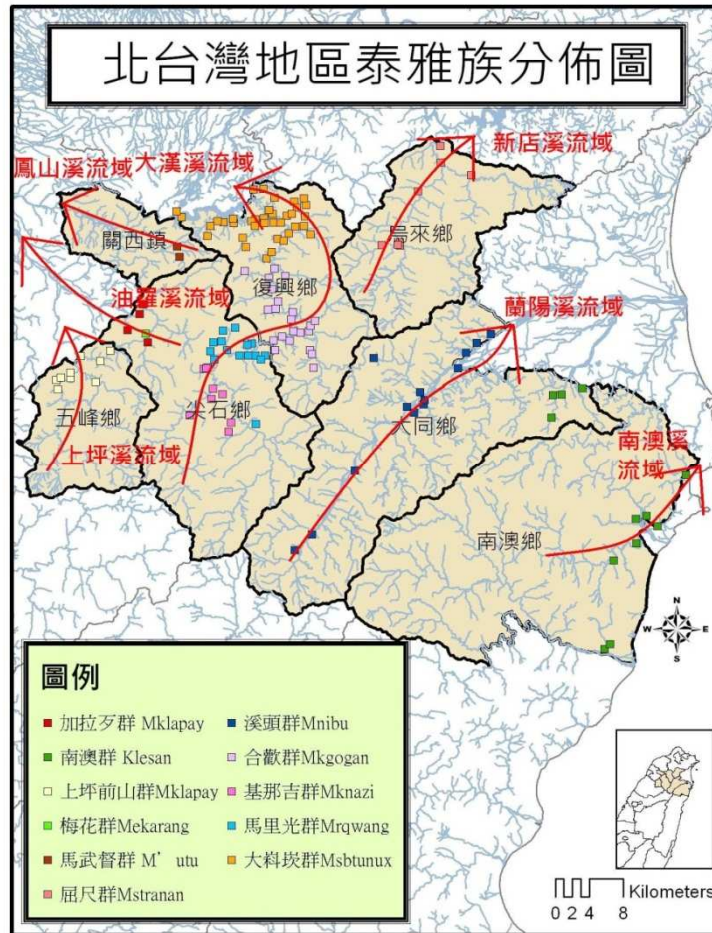 北台灣地區泰雅族分佈圖
新店溪流域
大漢溪流域
鳳山溪流域
關西鎮
烏來鄉
復興鄉
油羅溪流域
蘭陽溪流域
五峰鄉
尖石鄉
大同鄉
上坪溪流域
南澳溪
流域
南澳鄉
N
W E
S
圖例
加拉歹群 Mklapay
溪頭群Mnibu
南澳群 Klesan
合歡群Mkgogan
上坪前山群Mklapay
基那吉群Mknazi
梅花群Mekarang
馬里光群Mrqwang
馬武督群 M’utu
大嵙崁群Msbtunux
屈尺群Mstranan
Kilometers
0 2 4 8